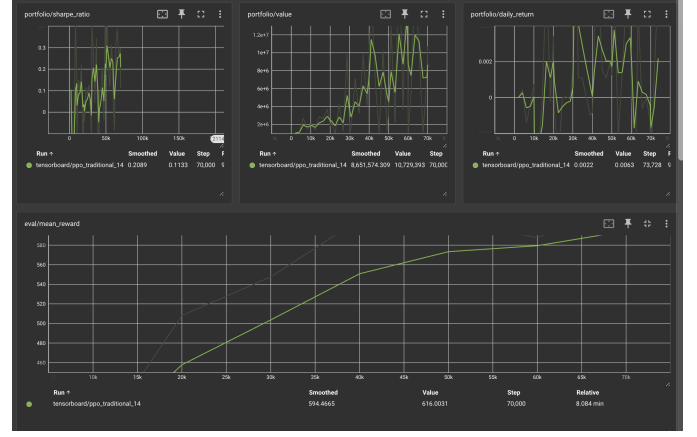 portfolio/sharpe_ratio
0.3
0.2
0.1
0
0 50k 100k 150k
Run ↑ Smoothed Value Step
tensorboard/ppo_traditional_14 0.2089 0.1133 70,000 9
portfolio/value
1.2e+7
1e+7
8e+6
6e+6
4e+6
2e+6
0 10k 20k 30k 40k 50k 60k 70k
Run ↑ Smoothed Value Step
tensorboard/ppo_traditional_14 8,651,574.309 10,729,393 70,000
portfolio/daily_return
0.002
0
0 10k 20k 30k 40k 50k 60k 70k
Run ↑ Smoothed Value Step
tensorboard/ppo_traditional_14 0.0022 0.0063 73,728 9
eval/mean_reward
580
560
540
520
500
480
460
10k 15k 20k 25k 30k 35k 40k 45k 50k 55k 60k 65k 70k
Run ↑ Smoothed Value Step Relative
tensorboard/ppo_traditional_14 594.4665 616.0031 70,000 8.084 min